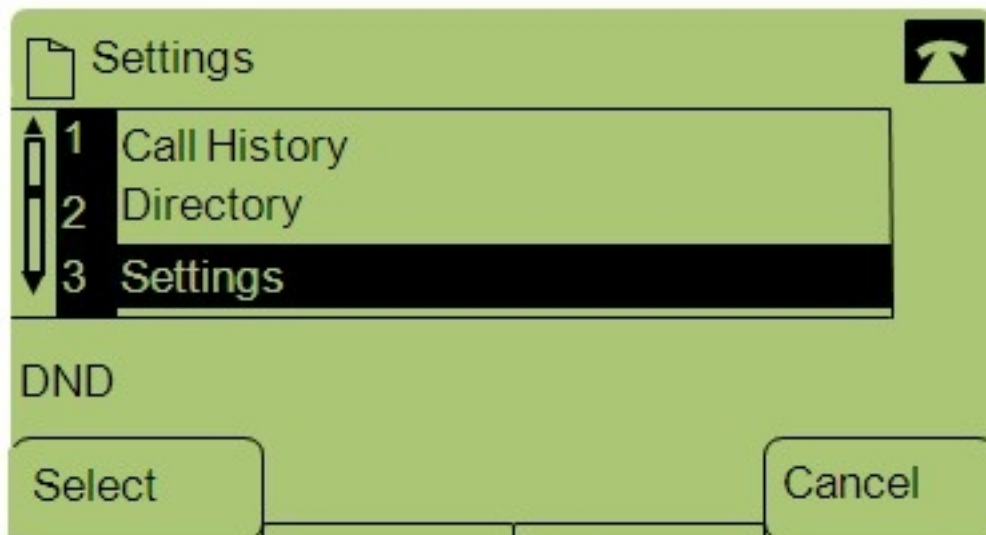 Settings
1 Call History
2 Directory
3 Settings
DND
Select Cancel